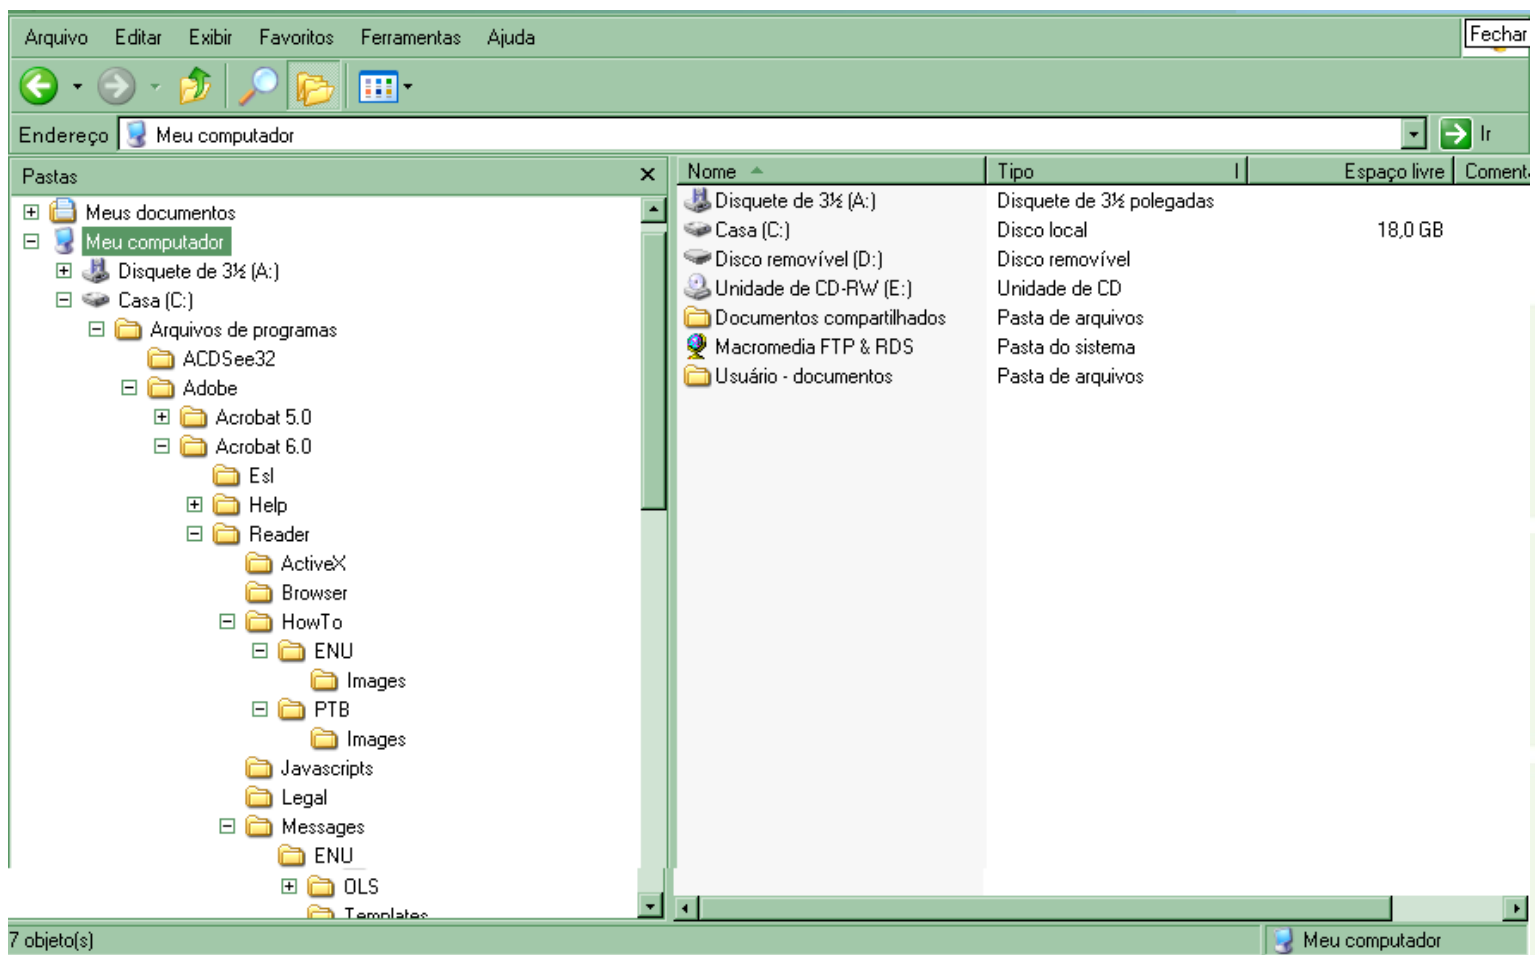 Arquivo Editar Exibir Favoritos Ferramentas Ajuda Fechar
Endereço Meu computador Ir
Pastas
Meus documentos
Meu computador
Disquete de 3½ (A:)
Casa (C:)
Arquivos de programas
ACDSee32
Adobe
Acrobat 5.0
Acrobat 6.0
Esl
Help
Reader
ActiveX
Browser
HowTo
ENU
Images
PTB
Images
Javascripts
Legal
Messages
ENU
OLS
Templates
Nome Tipo Espaço livre Coment
Disquete de 3½ (A:) Disquete de 3½ polegadas
Casa (C:) Disco local 18,0 GB
Disco removível (D:) Disco removível
Unidade de CD-RW (E:) Unidade de CD
Documentos compartilhados Pasta de arquivos
Macromedia FTP & RDS Pasta do sistema
Usuário - documentos Pasta de arquivos
7 objeto(s) Meu computador